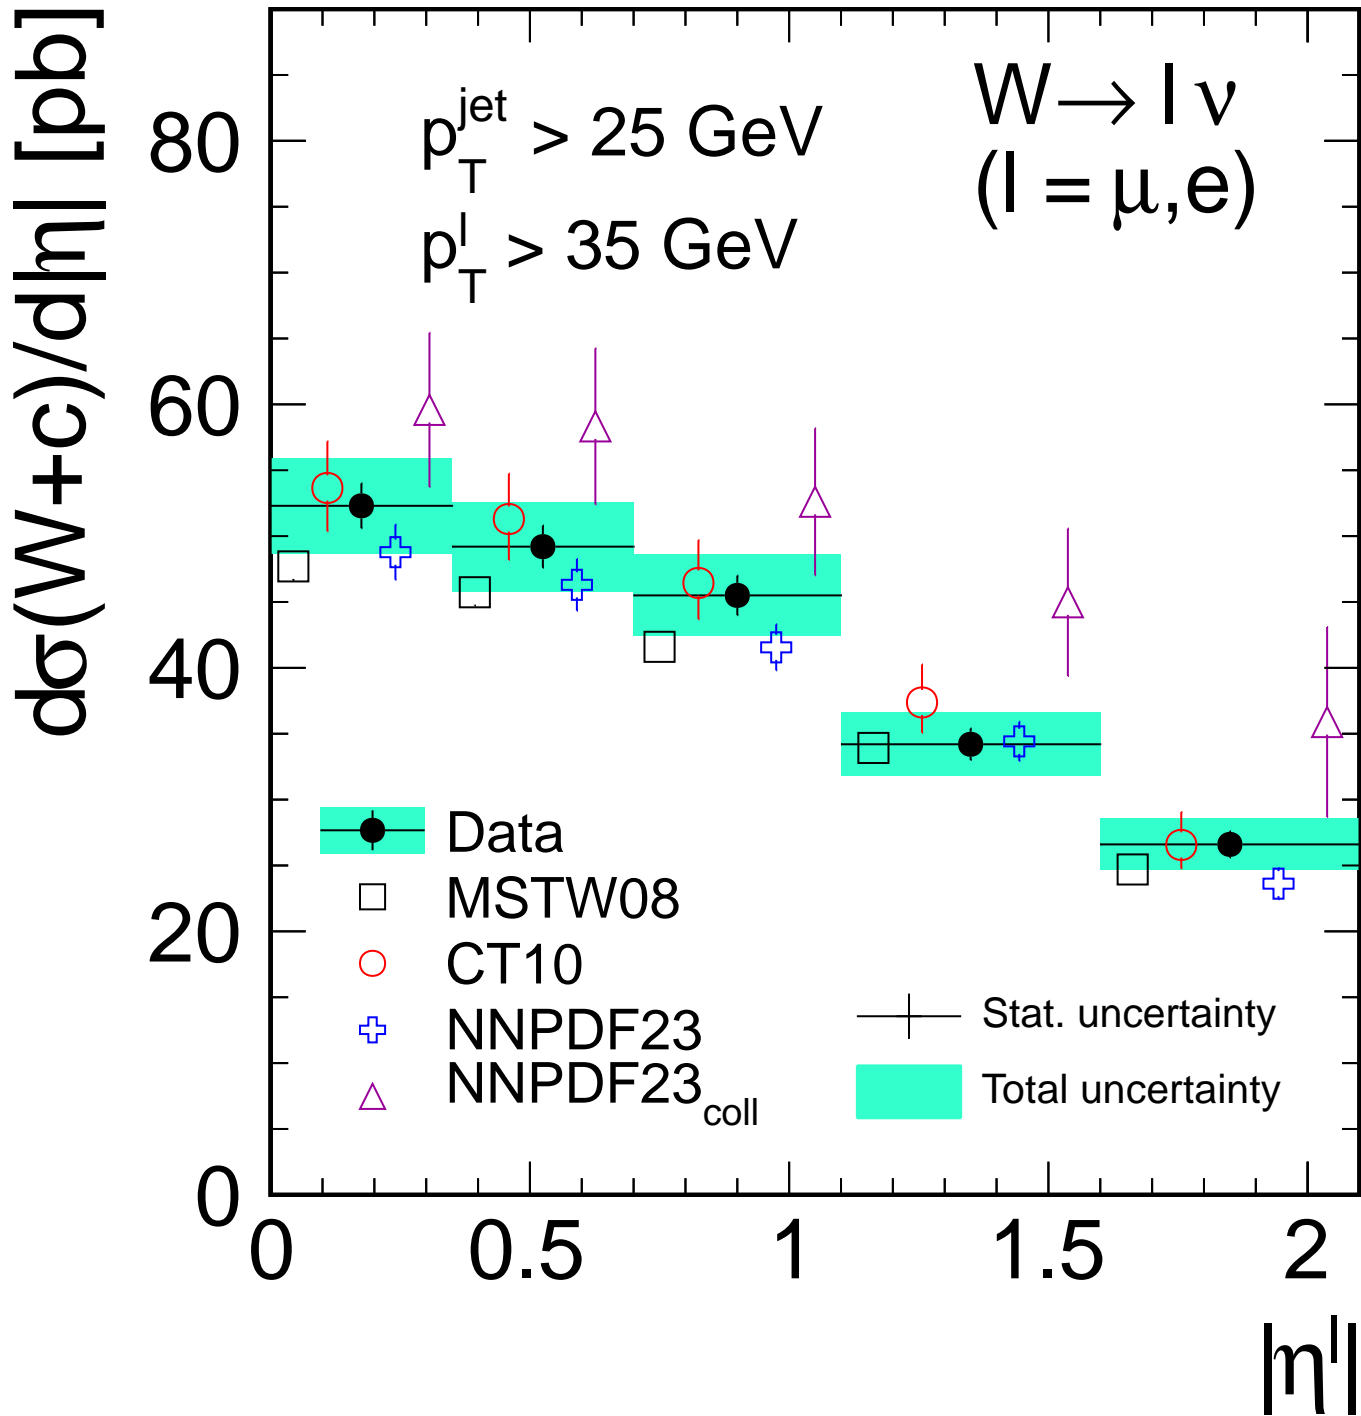 dσ(W+c)/d|η| [pb]
p_T^jet > 25 GeV
p_T^l > 35 GeV
W→ l ν
(l = μ,e)
80
60
40
20
0
Data
MSTW08
CT10
NNPDF23
NNPDF23_coll
Stat. uncertainty
Total uncertainty
0 0.5 1 1.5 2
|η^l|